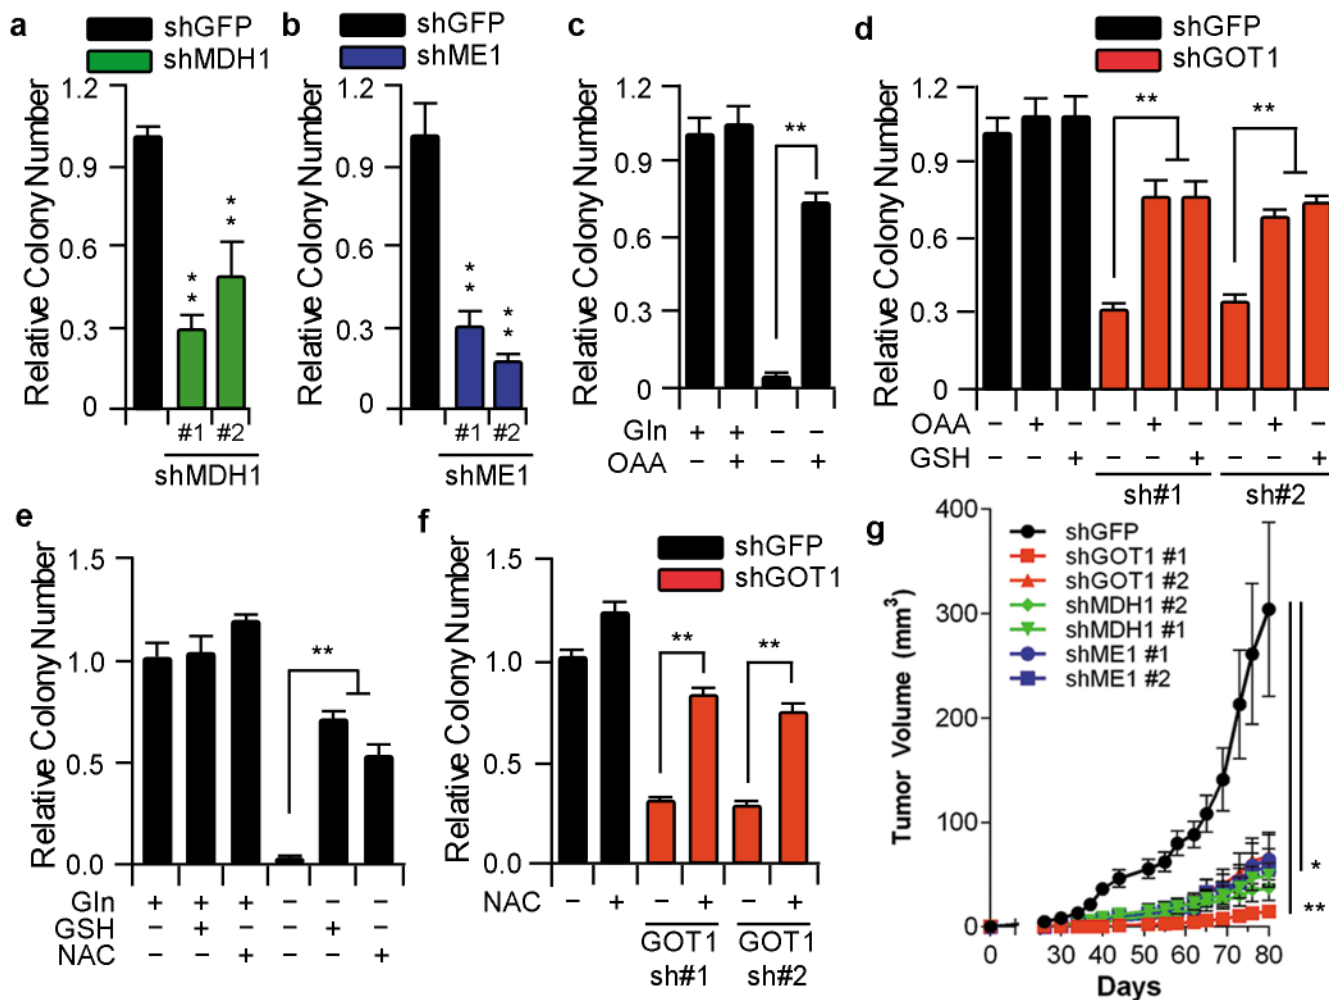 a
shGFP
shMDH1
Relative Colony Number
1.2
0.9
0.6
0.3
0
* *
* *
#1 #2
shMDH1
b
shGFP
shME1
Relative Colony Number
1.2
0.9
0.6
0.3
0
* *
* *
#1 #2
shME1
c
Relative Colony Number
1.2
0.9
0.6
0.3
0
**
Gln + + − −
OAA − + − +
d
shGFP
shGOT1
Relative Colony Number
1.2
0.9
0.6
0.3
0
** **
OAA − + − − + − − + −
GSH − − + − − + − − +
sh#1 sh#2
e
Relative Colony Number
1.5
1.0
0.5
0.0
**
Gln + + + − − −
GSH − + − − + −
NAC − − + − − +
f
shGFP
shGOT1
Relative Colony Number
1.5
1.0
0.5
0.0
** **
NAC − + − + − +
GOT1 GOT1
sh#1 sh#2
g
shGFP
shGOT1 #1
shGOT1 #2
shMDH1 #2
shMDH1 #1
shME1 #1
shME1 #2
Tumor Volume (mm³)
400
300
200
100
0
*
**
0 30 40 50 60 70 80
Days